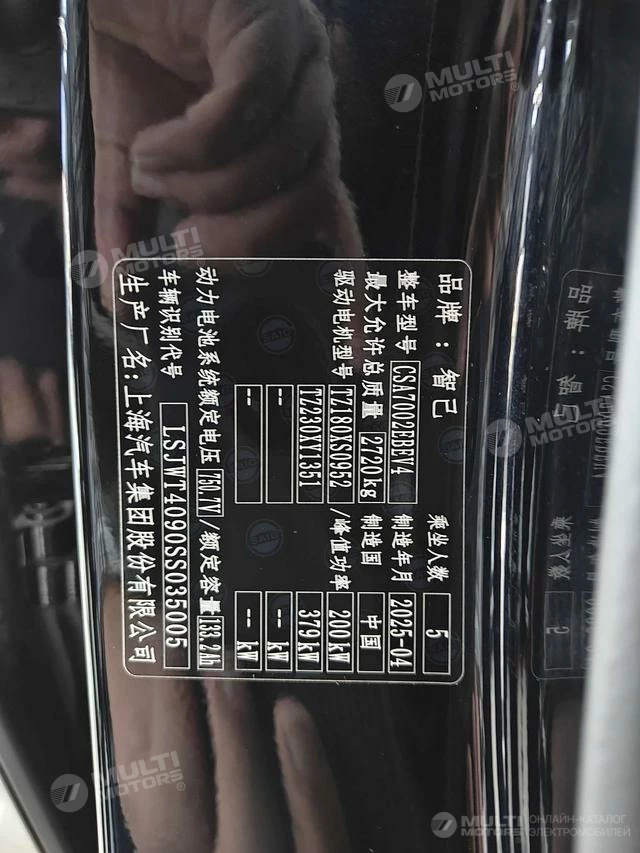 品牌：智己
乘坐人数 5
整车型号 CSA7002EBEV4
制造年月 2025-04
最大允许总质量 2720kg
制造国 中国
驱动电机型号 TZ180XS0952 /峰值功率 200kW
TZ230XY1351 379kW
-- -- kW
-- -- kW
动力电池系统额定电压 750.7V/额定容量 133.2Ah
车辆识别代号 LSJWT4090SS035005
生产厂名:上海汽车集团股份有限公司
MULTI
MOTORS®
MULTI
MOTORS®
MULTI
MOTORS®
MULTI
MOTORS
ОНЛАЙН-КАТАЛОГ
ЭЛЕКТРОМОБИЛЕЙ
SAIC